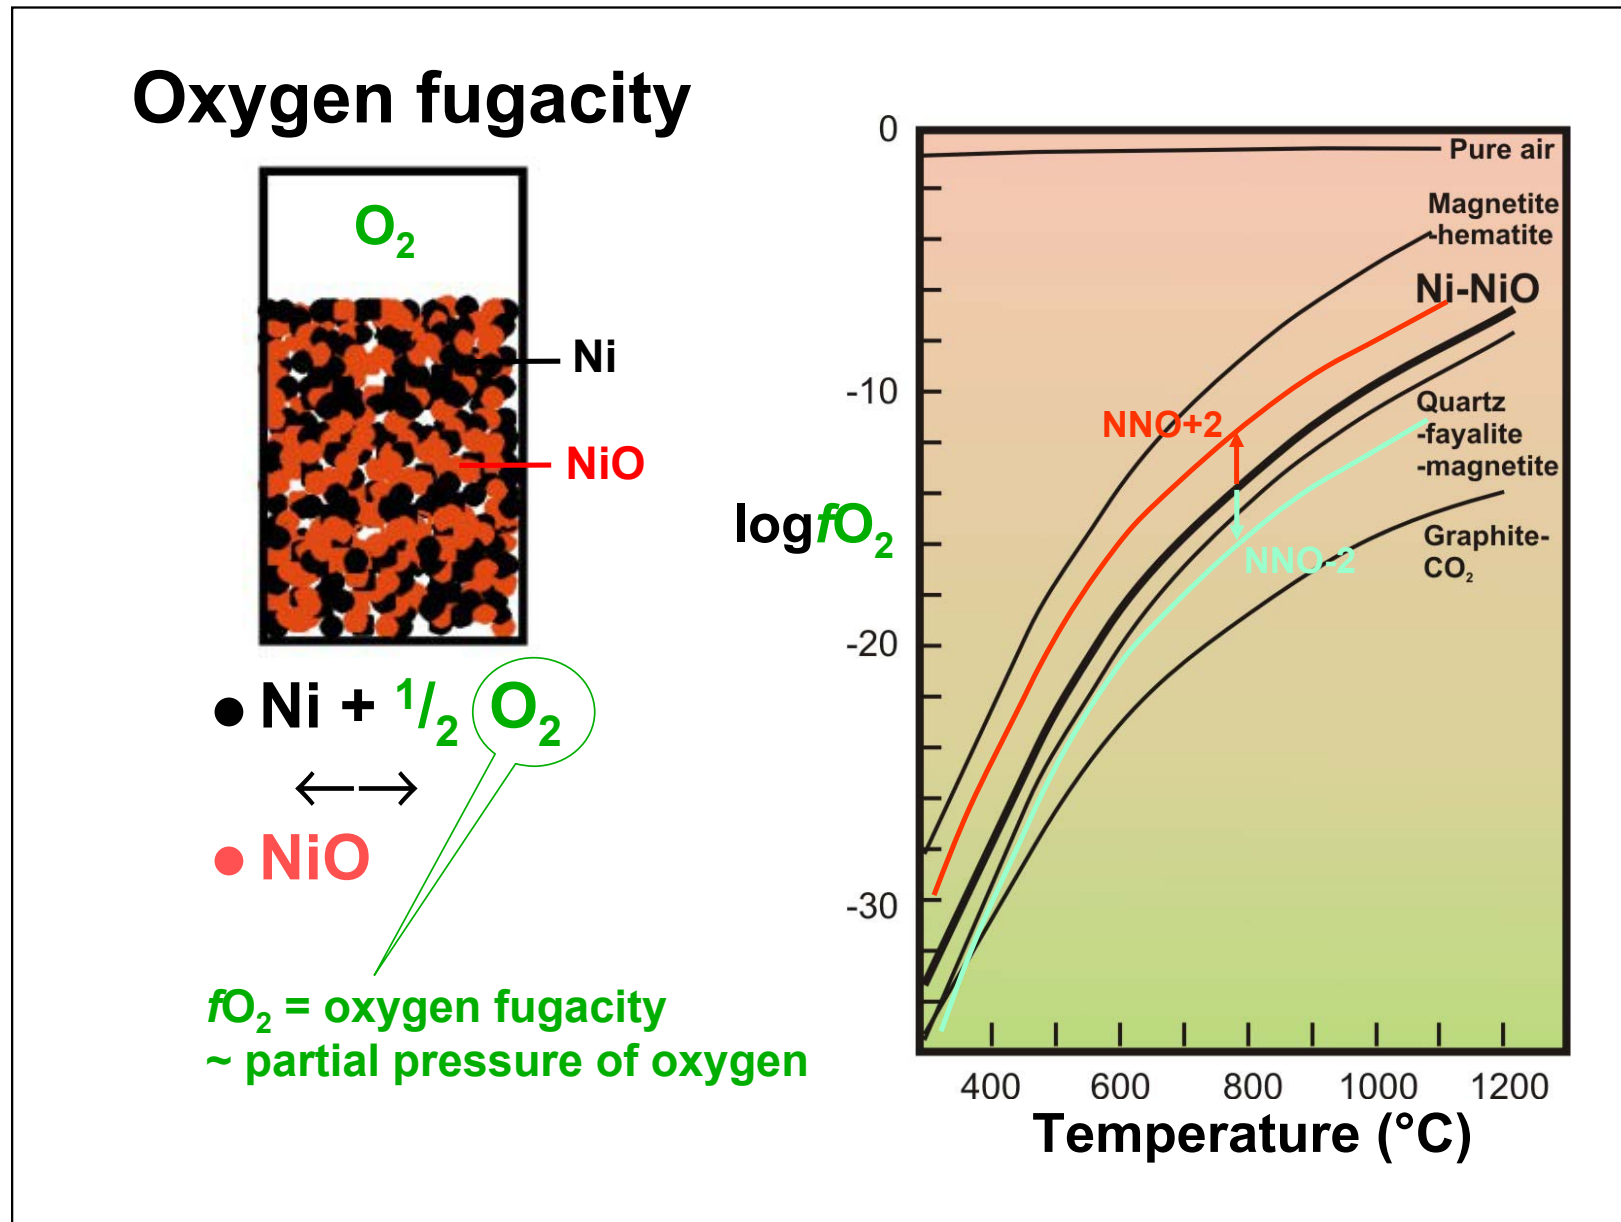 Oxygen fugacity
O₂
Ni
NiO
● Ni + ¹/₂ O₂
←→
● NiO
fO₂ = oxygen fugacity
~ partial pressure of oxygen
0
-10
-20
-30
logfO₂
Pure air
Magnetite
-hematite
Ni-NiO
NNO+2
Quartz
-fayalite
-magnetite
NNO-2
Graphite-
CO₂
400 600 800 1000 1200
Temperature (°C)